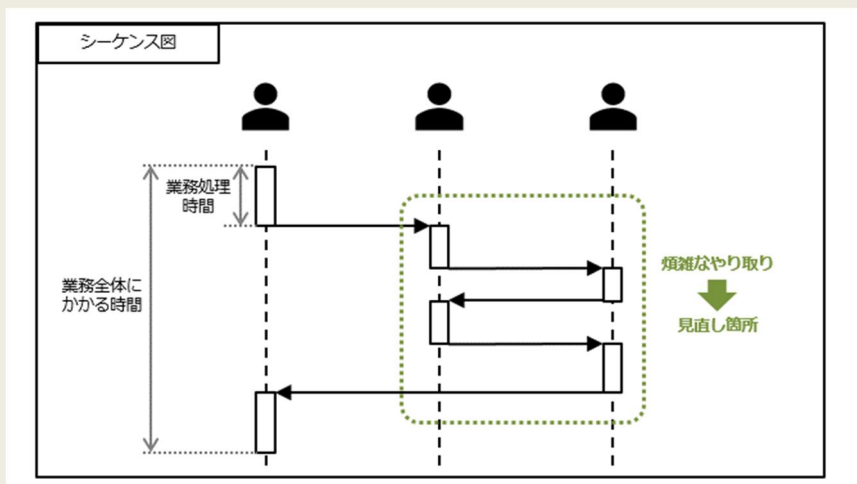 シーケンス図
業務処理
時間
業務全体に
かかる時間
煩雑なやり取り
見直し箇所